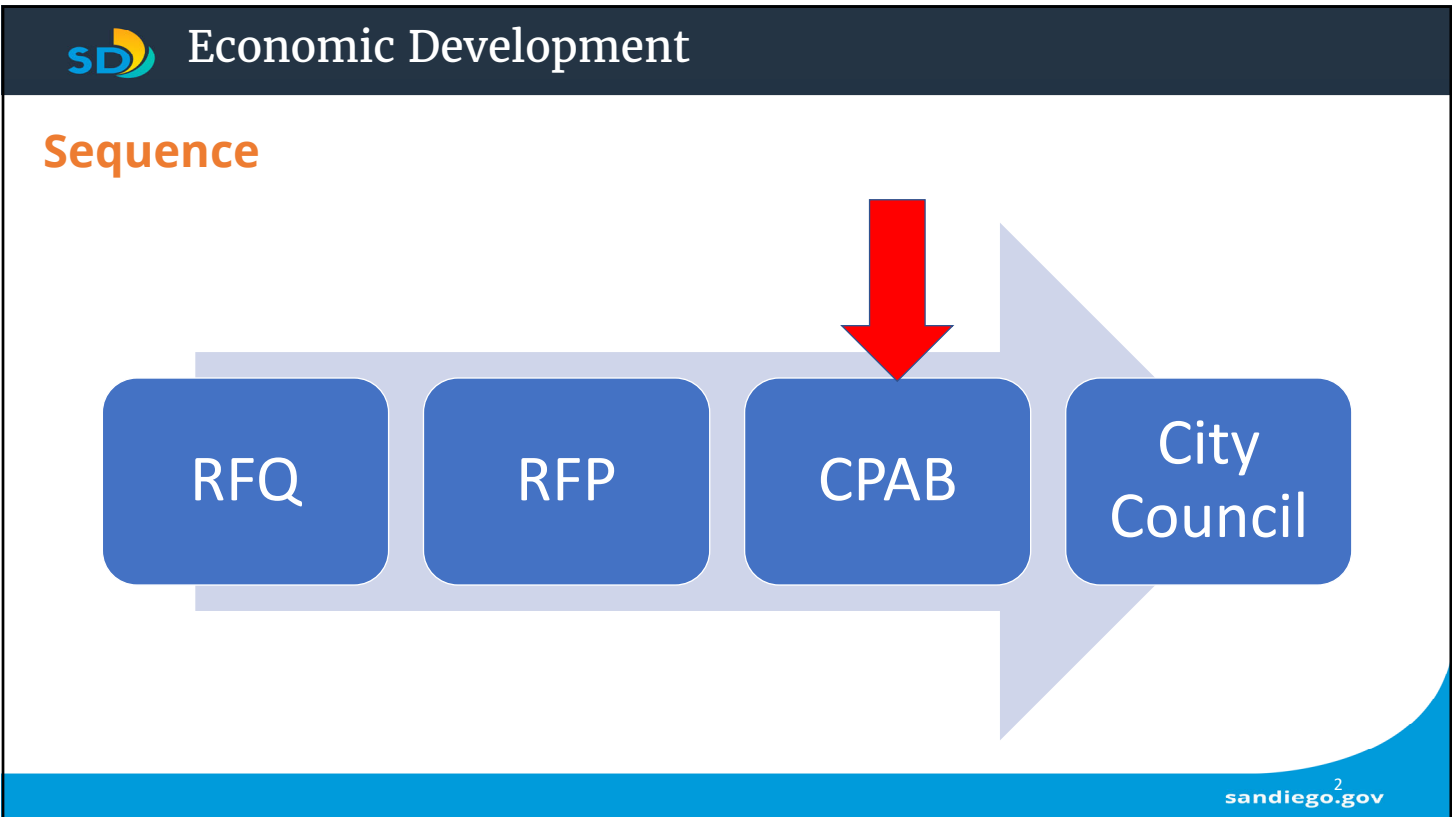 SD
Economic Development
Sequence
RFQ
RFP
CPAB
City
Council
2
sandiego.gov